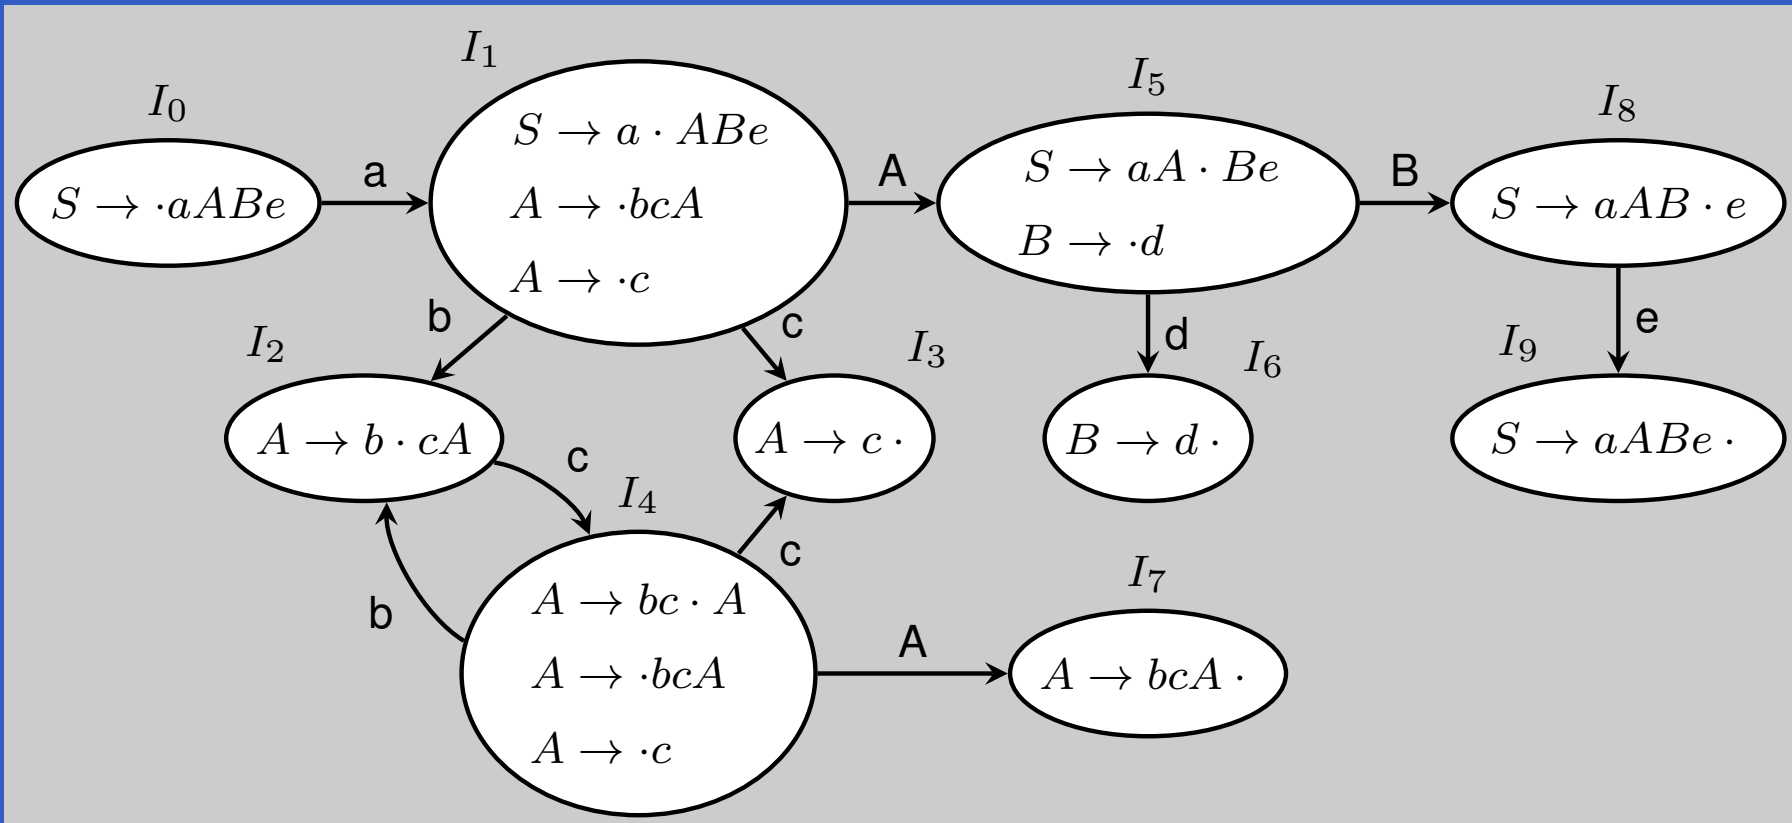 I₀
S → ·aABe
a
I₁
S → a · ABe
A → ·bcA
A → ·c
A
I₅
S → aA · Be
B → ·d
B
I₈
S → aAB · e
b
c
d
e
I₂
A → b · cA
I₃
A → c ·
I₆
B → d ·
I₉
S → aABe ·
c
b
I₄
A → bc · A
A → ·bcA
A → ·c
c
A
I₇
A → bcA ·